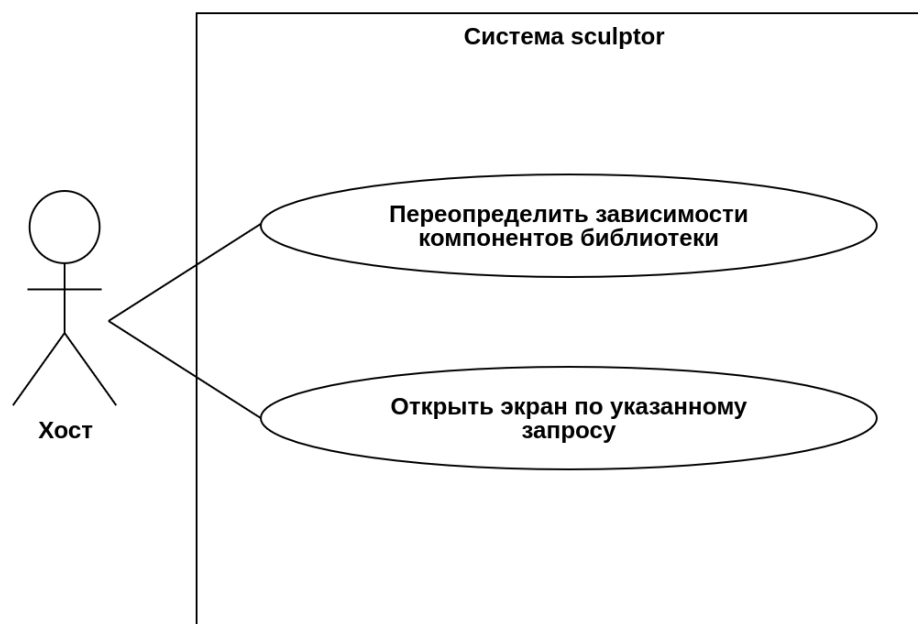 Система sculptor
Переопределить зависимости
компонентов библиотеки
Открыть экран по указанному
запросу
Хост